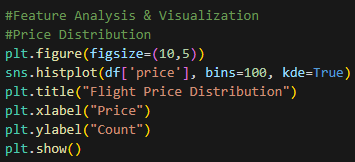 #Feature Analysis & Visualization
#Price Distribution
plt.figure(figsize=(10,5))
sns.histplot(df['price'], bins=100, kde=True)
plt.title("Flight Price Distribution")
plt.xlabel("Price")
plt.ylabel("Count")
plt.show()